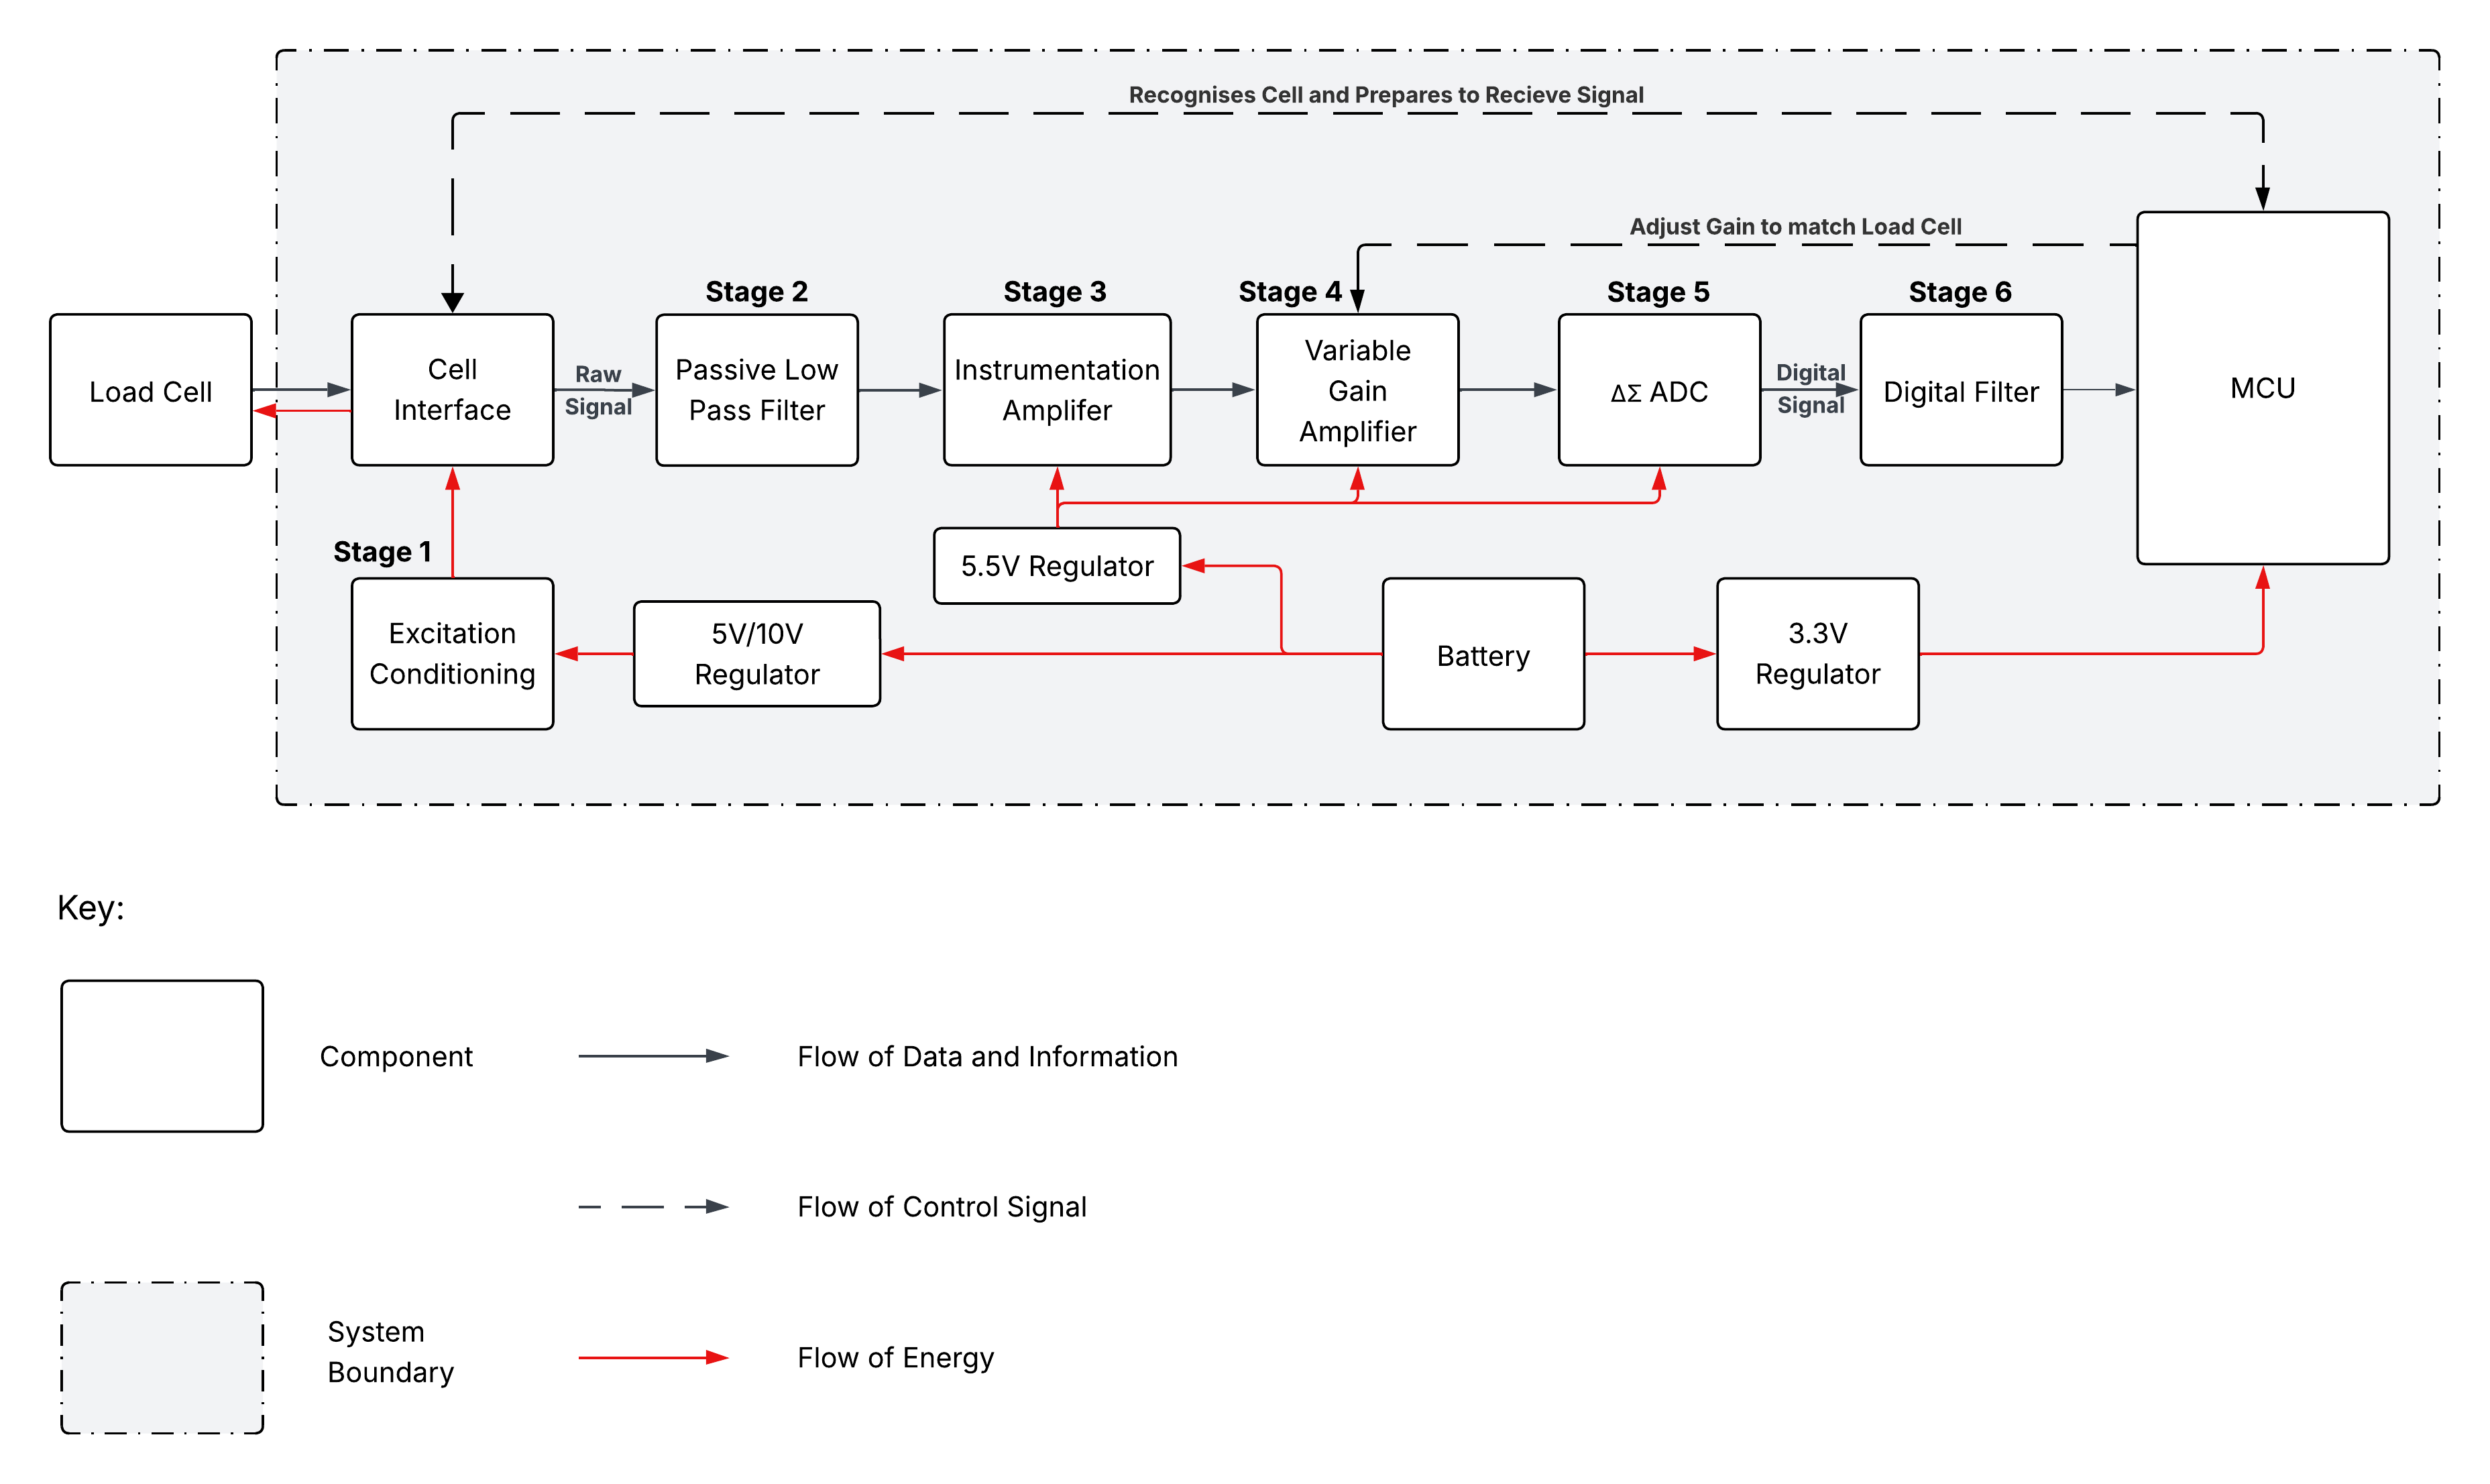 Recognises Cell and Prepares to Recieve Signal
Adjust Gain to match Load Cell
Stage 2
Stage 3
Stage 4
Stage 5
Stage 6
Load Cell
Cell
Interface
Raw
Signal
Passive Low
Pass Filter
Instrumentation
Amplifer
Variable
Gain
Amplifier
ΔΣ ADC
Digital
Signal
Digital Filter
MCU
Stage 1
Excitation
Conditioning
5V/10V
Regulator
5.5V Regulator
Battery
3.3V
Regulator
Key:
Component
Flow of Data and Information
Flow of Control Signal
System
Boundary
Flow of Energy